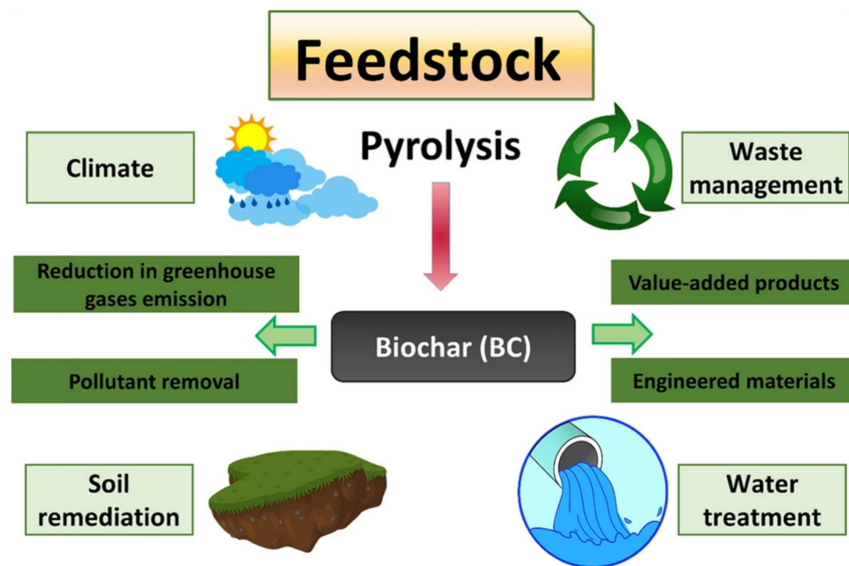 Feedstock
Climate
Pyrolysis
Waste
management
Reduction in greenhouse
gases emission
Value-added products
Biochar (BC)
Pollutant removal
Engineered materials
Soil
remediation
Water
treatment